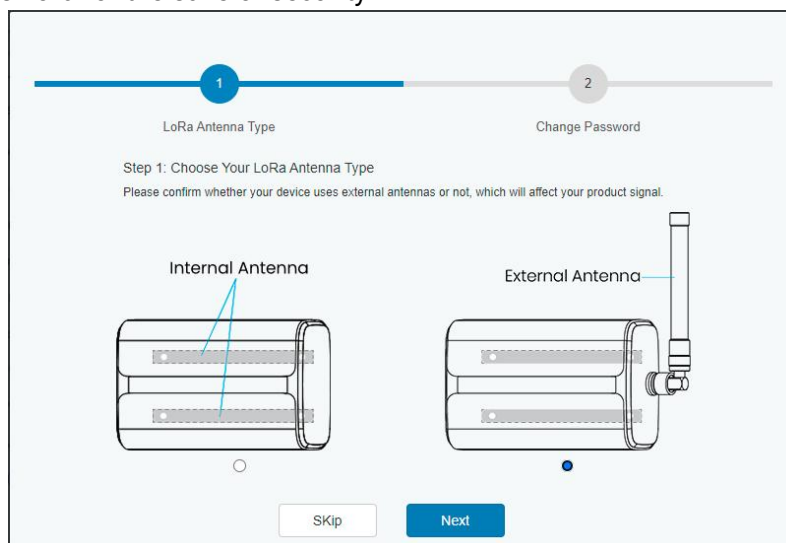 1
2
LoRa Antenna Type
Change Password
Step 1: Choose Your LoRa Antenna Type
Please confirm whether your device uses external antennas or not, which will affect your product signal.
Internal Antenna
External Antenna
SKip
Next